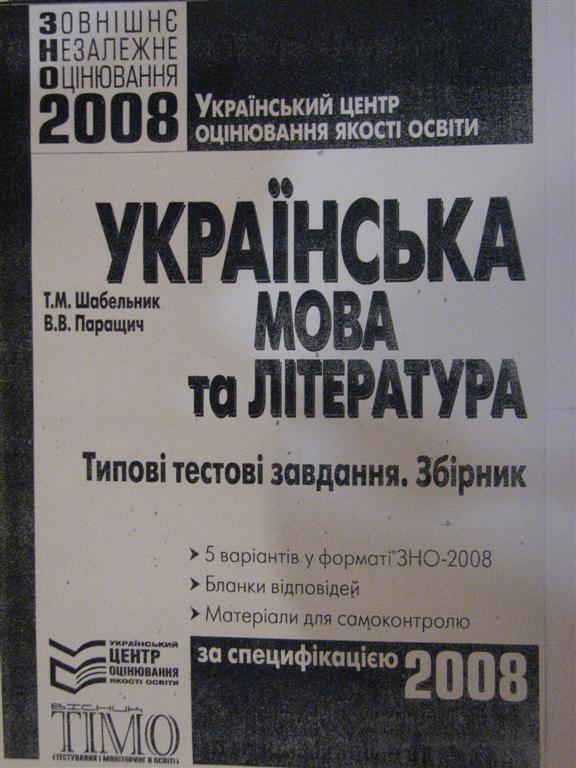 ЗОВНІШНЄ
НЕЗАЛЕЖНЕ
ОЦІНЮВАННЯ
2008
УКРАЇНСЬКИЙ ЦЕНТР
ОЦІНЮВАННЯ ЯКОСТІ ОСВІТИ
УКРАЇНСЬКА
Т.М. Шабельник
В.В. Паращич
МОВА
та ЛІТЕРАТУРА
Типові тестові завдання. Збірник
5 варіантів у форматі ЗНО-2008
Бланки відповідей
Матеріали для самоконтролю
УКРАЇНСЬКИЙ
ЦЕНТР
ОЦІНЮВАННЯ
ЯКОСТІ ОСВІТИ
за специфікацією 2008
ВІСНИК
ТІМО
(ТЕСТУВАННЯ І МОНІТОРИНГ В ОСВІТІ)